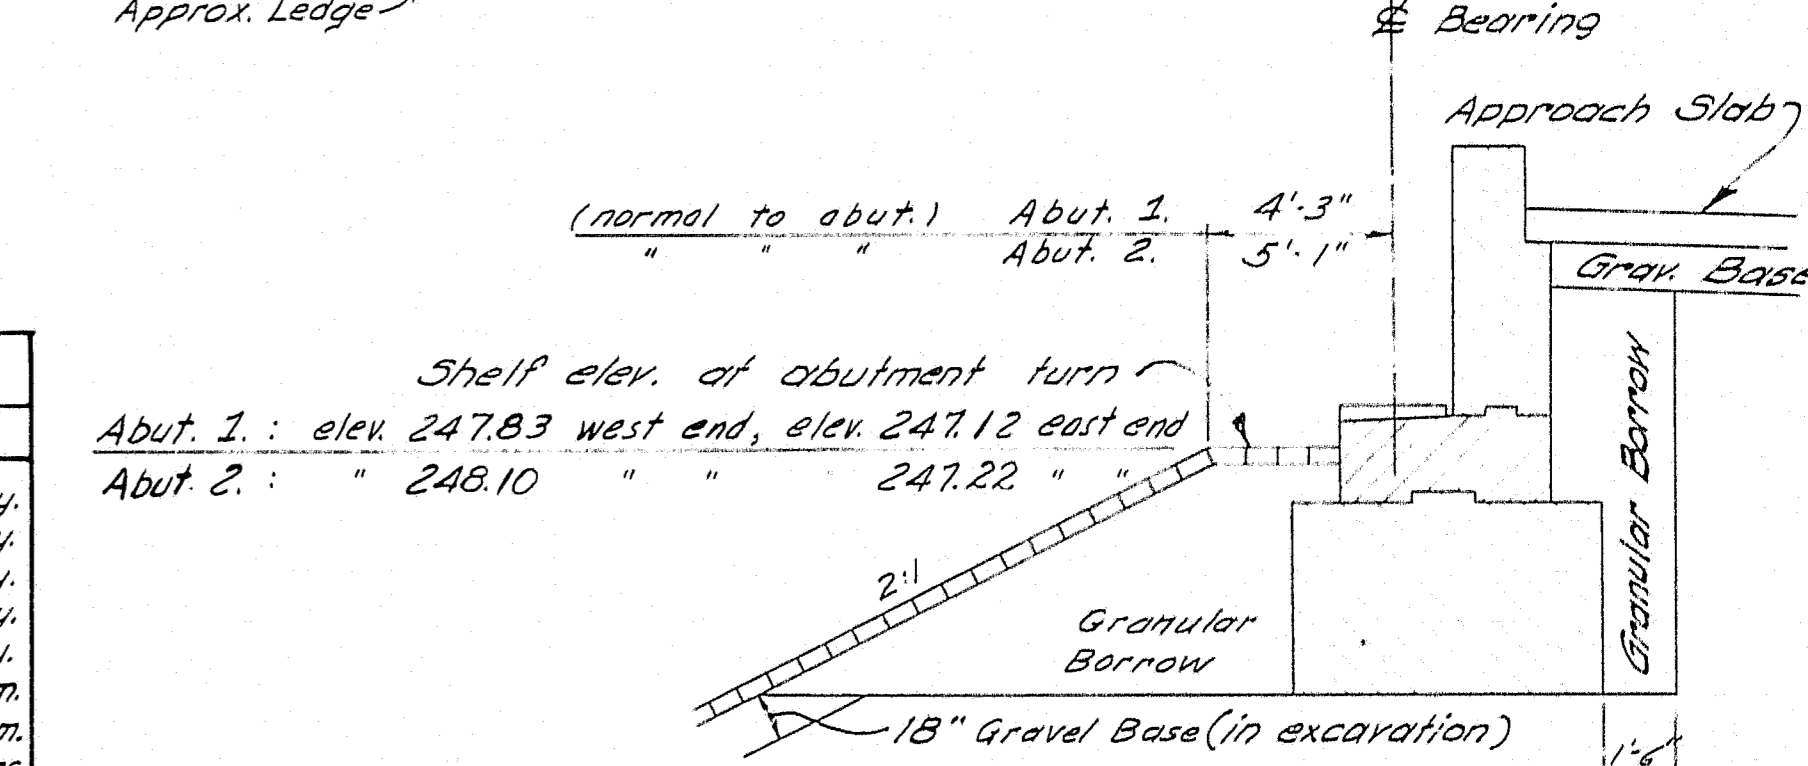 Approx. Ledge
℄ Bearing
Approach Slab
(normal to abut.) Abut. 1. 4'-3"
" " " Abut. 2. 5'-1"
Grav. Base
Shelf elev. at abutment turn
Abut. 1. : elev. 247.83 west end, elev. 247.12 east end
Abut. 2. : " 248.10 " " 247.22 " "
Granular Borrow
2:1
Granular
Borrow
18" Gravel Base (in excavation)
1'-6"
y.
y.
y.
y.
y.
m.
m.